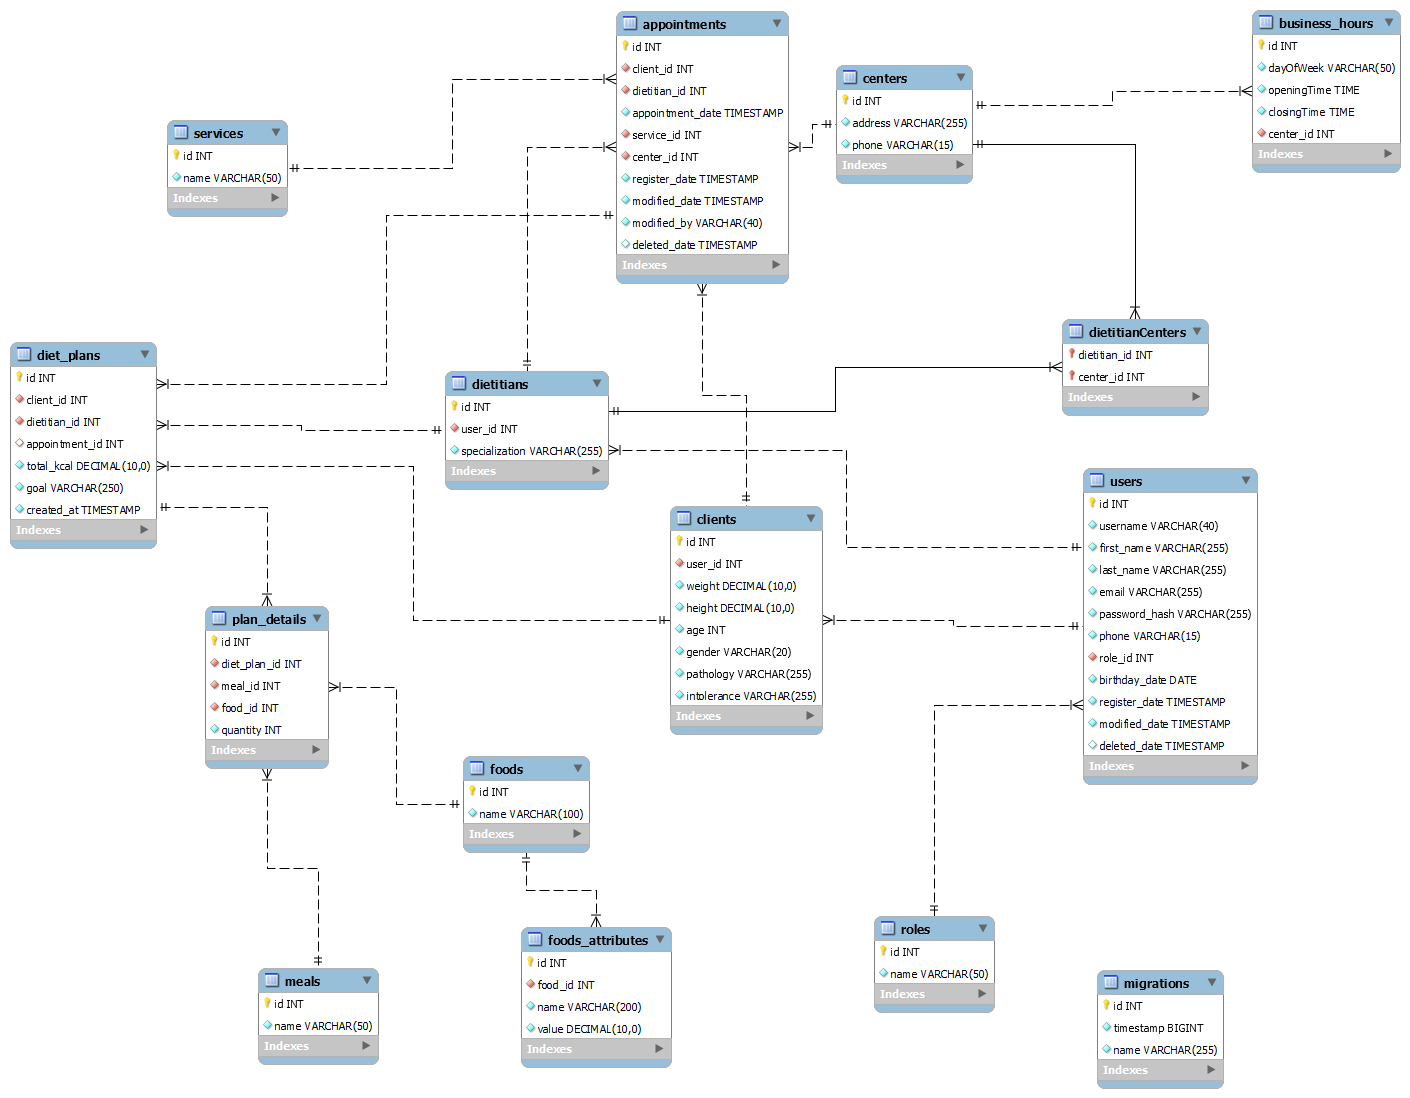 appointments
id INT
client_id INT
dietitian_id INT
appointment_date TIMESTAMP
service_id INT
center_id INT
register_date TIMESTAMP
modified_date TIMESTAMP
modified_by VARCHAR(40)
deleted_date TIMESTAMP
Indexes
centers
id INT
address VARCHAR(255)
phone VARCHAR(15)
Indexes
business_hours
id INT
dayOfWeek VARCHAR(50)
openingTime TIME
closingTime TIME
center_id INT
Indexes
services
id INT
name VARCHAR(50)
Indexes
dietitianCenters
dietitian_id INT
center_id INT
Indexes
diet_plans
id INT
client_id INT
dietitian_id INT
appointment_id INT
total_kcal DECIMAL(10,0)
goal VARCHAR(250)
created_at TIMESTAMP
Indexes
dietitians
id INT
user_id INT
specialization VARCHAR(255)
Indexes
users
id INT
username VARCHAR(40)
first_name VARCHAR(255)
last_name VARCHAR(255)
email VARCHAR(255)
password_hash VARCHAR(255)
phone VARCHAR(15)
role_id INT
birthday_date DATE
register_date TIMESTAMP
modified_date TIMESTAMP
deleted_date TIMESTAMP
Indexes
clients
id INT
user_id INT
weight DECIMAL(10,0)
height DECIMAL(10,0)
age INT
gender VARCHAR(20)
pathology VARCHAR(255)
intolerance VARCHAR(255)
Indexes
plan_details
id INT
diet_plan_id INT
meal_id INT
food_id INT
quantity INT
Indexes
foods
id INT
name VARCHAR(100)
Indexes
foods_attributes
id INT
food_id INT
name VARCHAR(200)
value DECIMAL(10,0)
Indexes
roles
id INT
name VARCHAR(50)
Indexes
meals
id INT
name VARCHAR(50)
Indexes
migrations
id INT
timestamp BIGINT
name VARCHAR(255)
Indexes